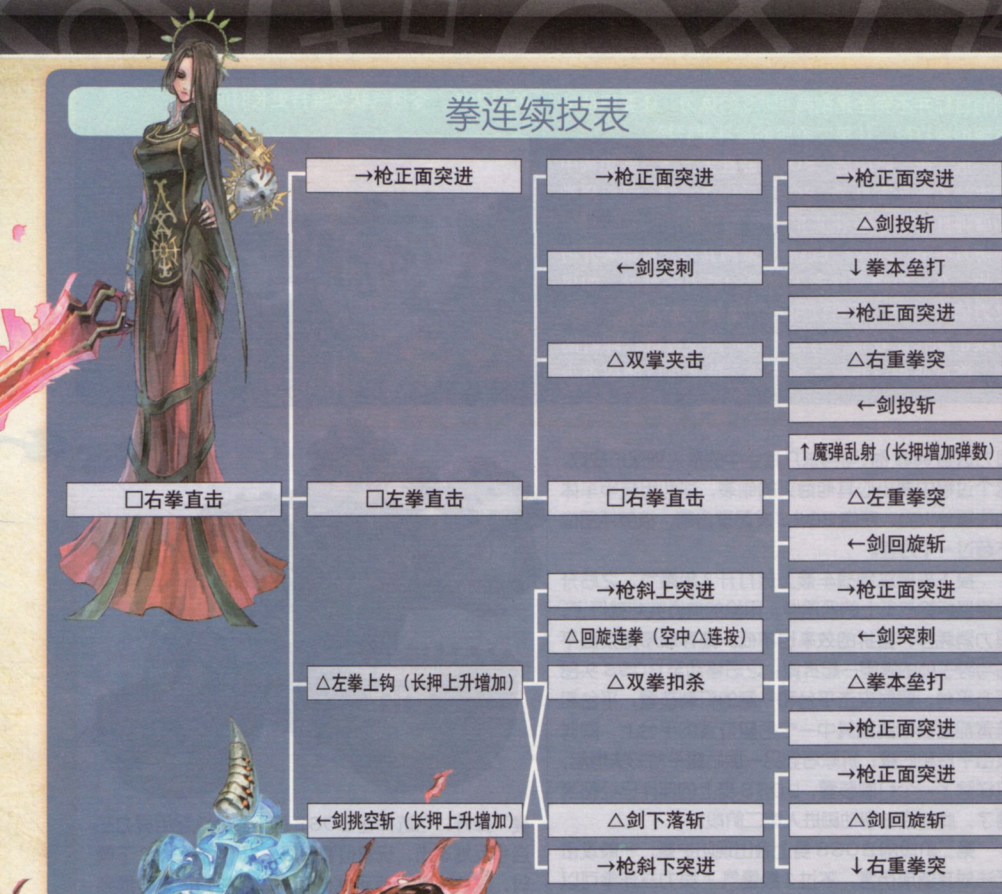 拳连续技表
→枪正面突进
→枪正面突进
→枪正面突进
△剑投斩
←剑突刺
↓拳本垒打
→枪正面突进
△双掌夹击
△右重拳突
←剑投斩
↑魔弹乱射（长押增加弹数）
□右拳直击
□左拳直击
□右拳直击
△左重拳突
←剑回旋斩
→枪斜上突进
→枪正面突进
△回旋连拳（空中△连按）
←剑突刺
△左拳上钩（长押上升增加）
△双拳扣杀
△拳本垒打
→枪正面突进
→枪正面突进
←剑挑空斩（长押上升增加）
△剑下落斩
△剑回旋斩
→枪斜下突进
↓右重拳突